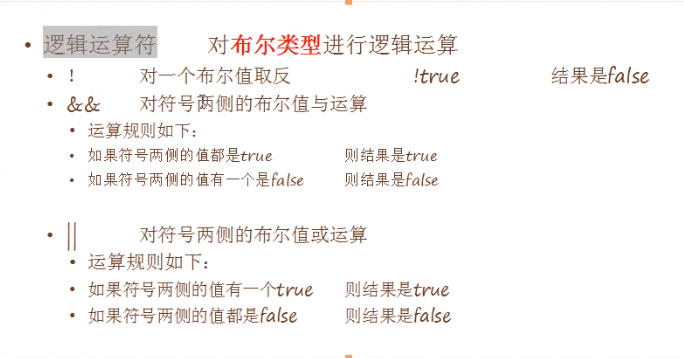 逻辑运算符 对布尔类型进行逻辑运算
! 对一个布尔值取反 !true 结果是false
&& 对符号两侧的布尔值与运算
运算规则如下：
如果符号两侧的值都是true 则结果是true
如果符号两侧的值有一个是false 则结果是false
|| 对符号两侧的布尔值或运算
运算规则如下：
如果符号两侧的值有一个true 则结果是true
如果符号两侧的值都是false 则结果是false